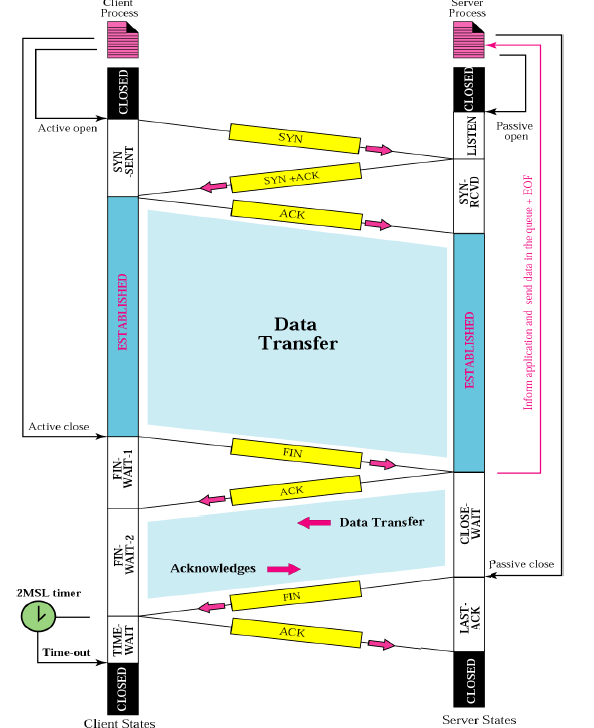 Client
Process
Server
Process
CLOSED
CLOSED
Active open
Passive
open
SYN
LISTEN
SYN
-SENT
SYN +ACK
SYN-
RCVD
ACK
ESTABLISHED
Data
Transfer
ESTABLISHED
Inform application and send data in the queue + EOF
Active close
FIN
FIN-
WAIT-1
ACK
CLOSE-
WAIT
Data Transfer
FIN-
WAIT-2
Acknowledges
Passive close
2MSL timer
FIN
LAST-
ACK
TIME-
WAIT
ACK
Time-out
CLOSED
CLOSED
Client States
Server States